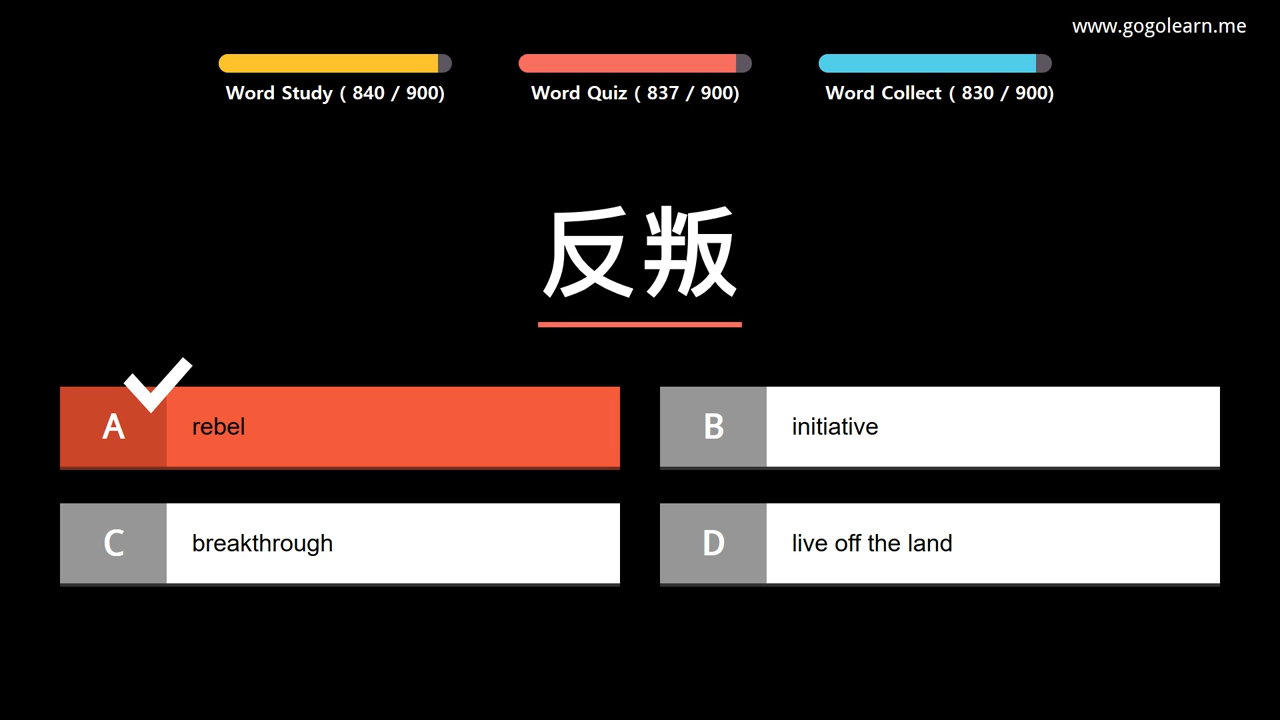 www.gogolearn.me
Word Study ( 840 / 900)
Word Quiz ( 837 / 900)
Word Collect ( 830 / 900)
反叛
A rebel
B initiative
C breakthrough
D live off the land